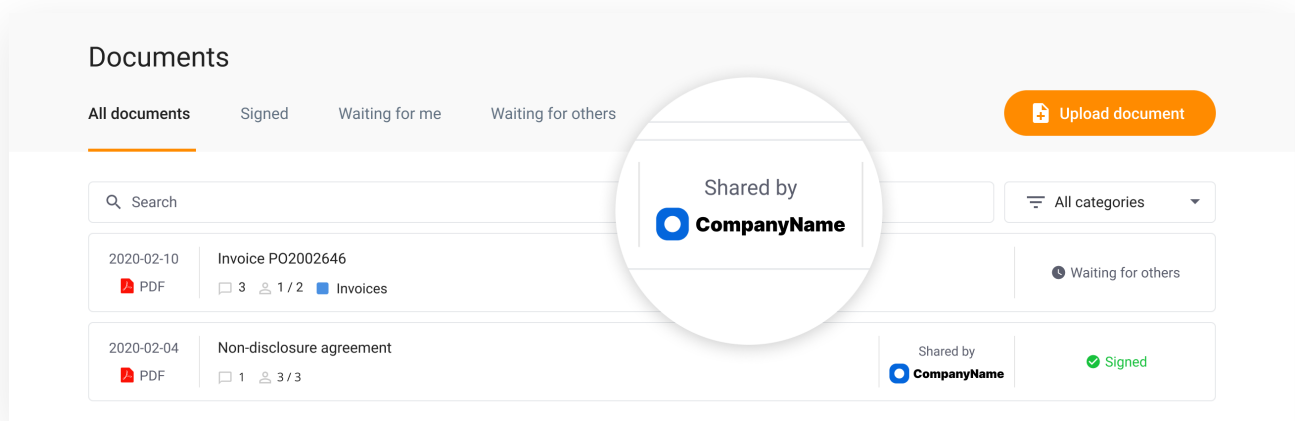 Documents
All documents Signed Waiting for me Waiting for others
Upload document
Search
All categories
Shared by
CompanyName
2020-02-10
PDF
Invoice PO2002646
3 1 / 2 Invoices
Waiting for others
2020-02-04
PDF
Non-disclosure agreement
1 3 / 3
Shared by
CompanyName
Signed